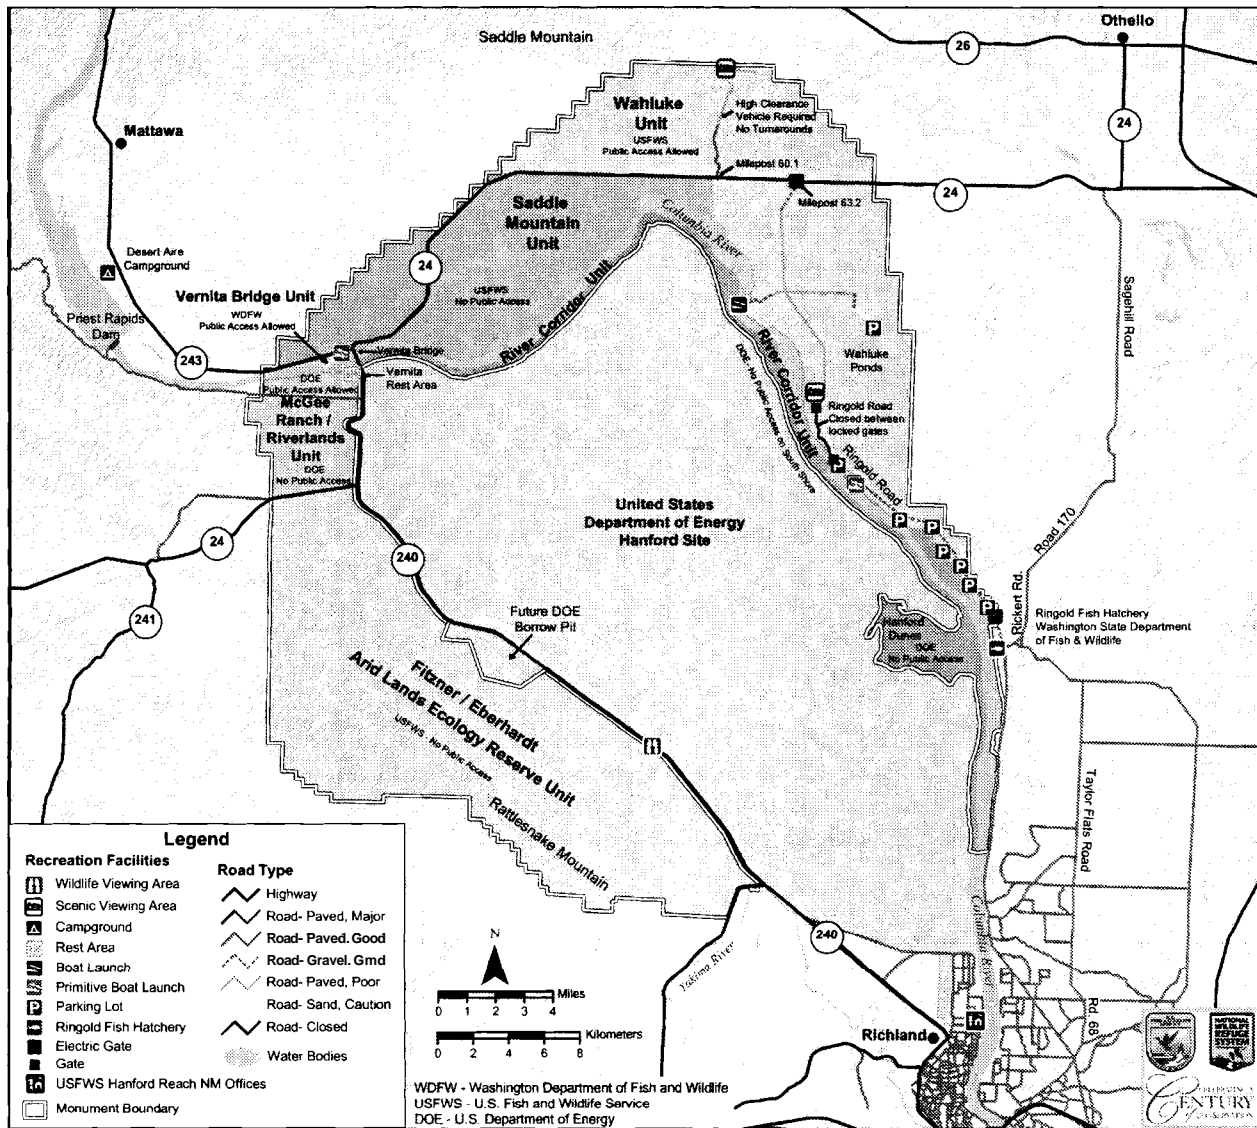 Othello
Saddle Mountain
26
Wahluke
Unit
USFWS
Public Access Allowed
High Clearance
Vehicle Required
No Turnarounds
24
Mattawa
Milepost 60.1
24
Milepost 63.2
Saddle
Mountain
Unit
Columbia River
Desert Aire
Campground
24
USFWS
No Public Access
River Corridor Unit
Sagehill Road
Vernita Bridge Unit
WDFW
Public Access Allowed
Priest Rapids
Dam
243
Vernita Bridge
Vernita
Rest Area
DOE
Public Access Allowed
McGee
Ranch /
Riverlands
Unit
DOE
No Public Access
River Corridor Unit
DOE- No Public Access on South Shore
Wahluke
Ponds
Ringold Road
Closed between
locked gates
Ringold Road
United States
Department of Energy
Hanford Site
24
240
241
Road 170
Rickert Rd.
Ringold Fish Hatchery
Washington State Department
of Fish & Wildlife
Future DOE
Borrow Pit
Hanford
Dunes
DOE
No Public Access
Fitzner / Eberhardt
Arid Lands Ecology Reserve Unit
USFWS - No Public Access
Rattlesnake Mountain
Taylor Flats Road
Legend
Recreation Facilities
Wildlife Viewing Area
Scenic Viewing Area
Campground
Rest Area
Boat Launch
Primitive Boat Launch
P Parking Lot
Ringold Fish Hatchery
Electric Gate
Gate
USFWS Hanford Reach NM Offices
Monument Boundary
Road Type
Highway
Road- Paved, Major
Road- Paved. Good
Road- Gravel. Gmd
Road- Paved, Poor
Road- Sand, Caution
Road- Closed
Water Bodies
N
0 1 2 3 4 Miles
Kilometers
0 2 4 6 8
Yakima River
240
Columbia River
Richland
Rd. 68
WDFW - Washington Department of Fish and Wildlife
USFWS - U.S. Fish and Wildlife Service
DOE - U.S. Department of Energy
NATIONAL
WILDLIFE
REFUGE
SYSTEM
CELEBRATING A
CENTURY
of CONSERVATION